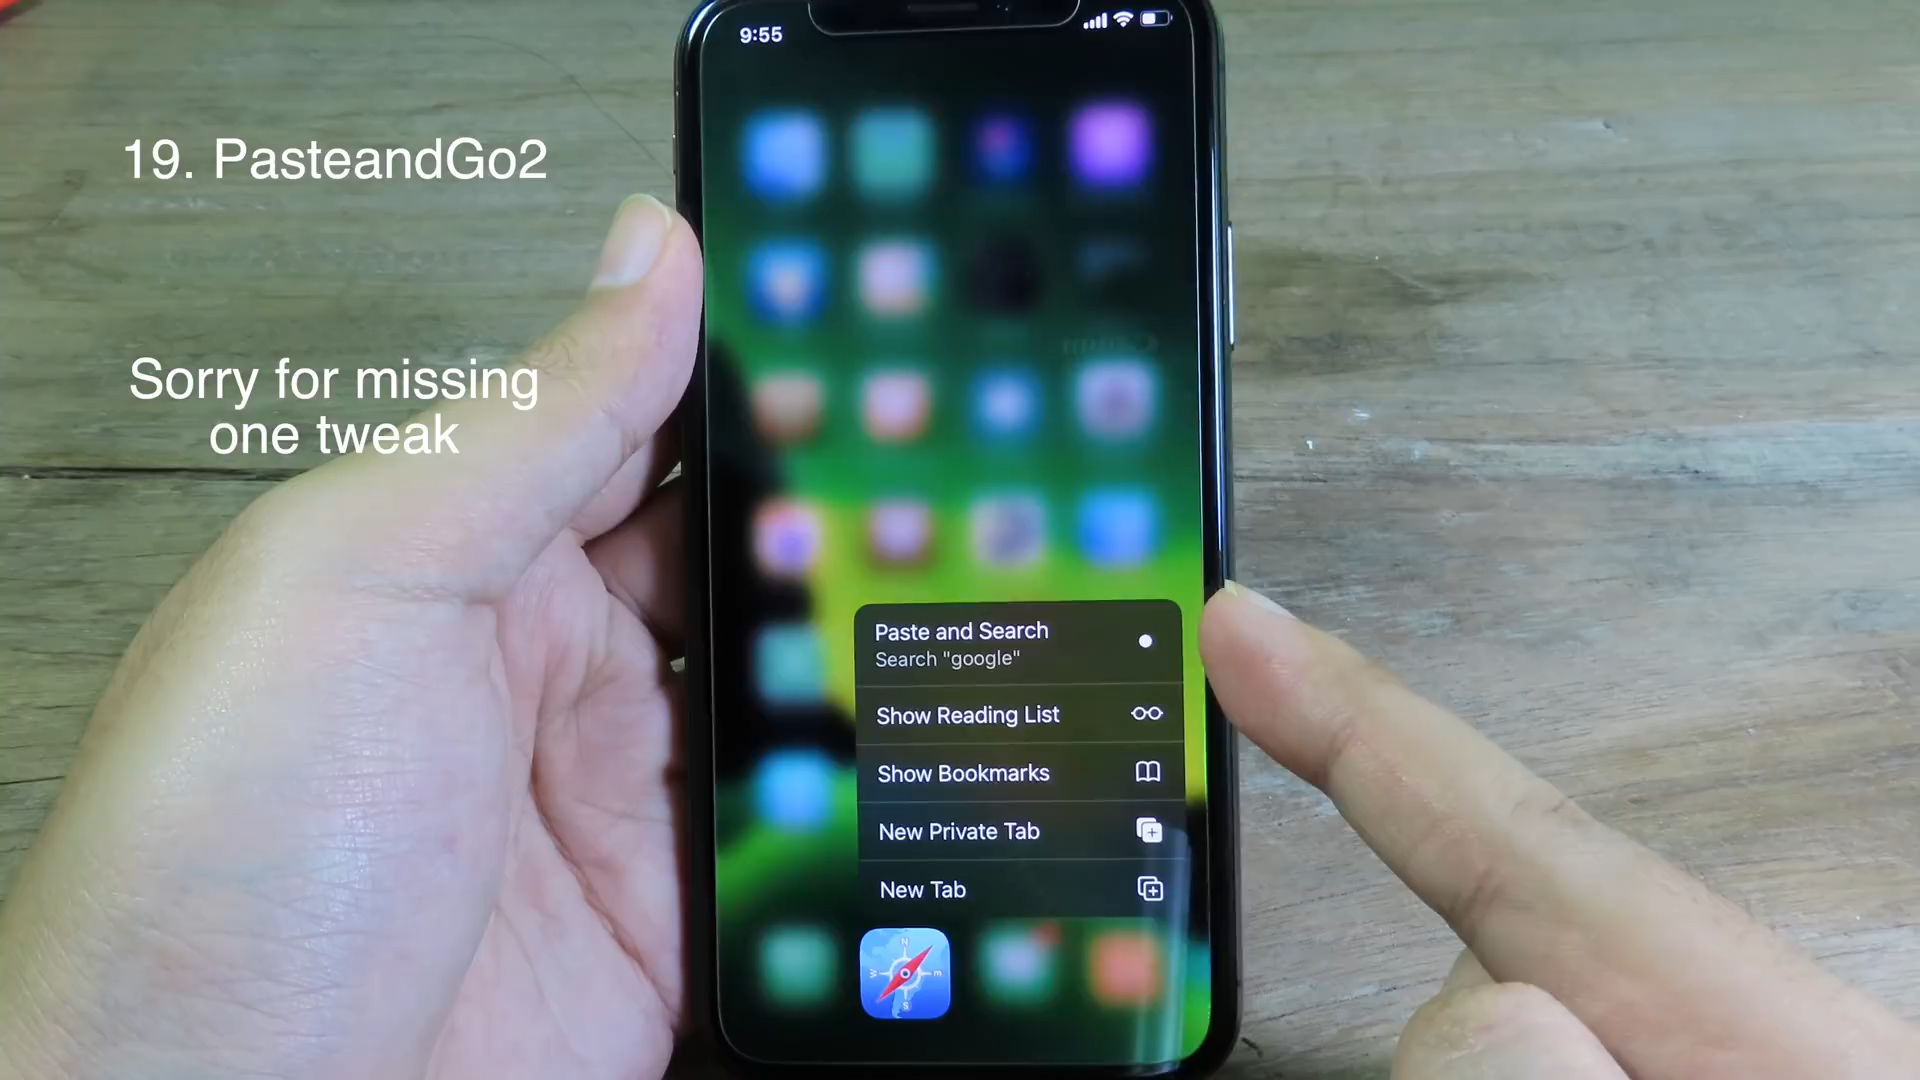 9:55
19. PasteandGo2
Sorry for missing
one tweak
Paste and Search
Search "google"
Show Reading List
Show Bookmarks
New Private Tab
New Tab
N
W
S